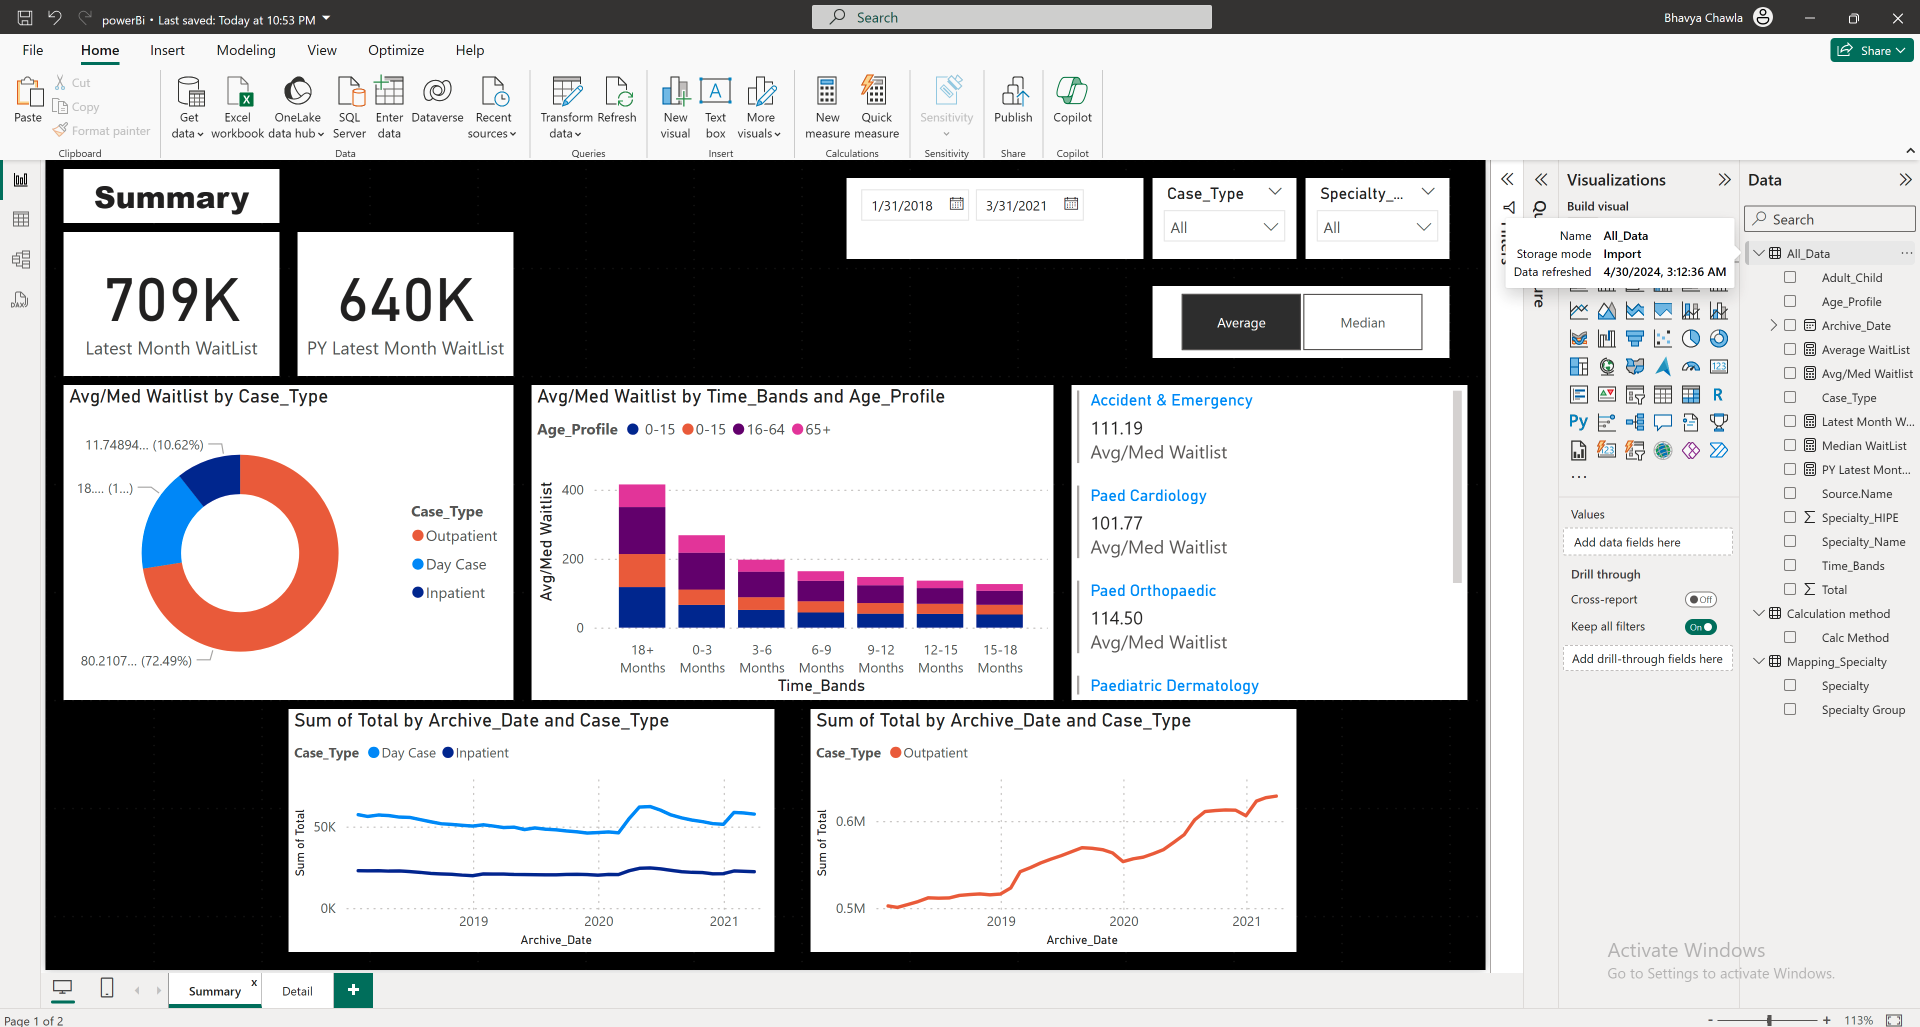 powerBi • Last saved: Today at 10:53 PM
Search
Bhavya Chawla
File
Home
Insert
Modeling
View
Optimize
Help
Share
Paste
Cut
Copy
Format painter
Clipboard
Get data
Excel workbook
OneLake data hub
SQL Server
Enter data
Dataverse
Recent sources
Data
Transform data
Refresh
Queries
New visual
Text box
More visuals
Insert
New measure
Quick measure
Calculations
Sensitivity
Sensitivity
Publish
Share
Copilot
Copilot
Summary
709K
Latest Month WaitList
640K
PY Latest Month WaitList
1/31/2018
3/31/2021
Case_Type
All
Specialty_...
All
Average
Median
Avg/Med Waitlist by Case_Type
11.74894... (10.62%)
18.... (1...)
80.2107... (72.49%)
Case_Type
Outpatient
Day Case
Inpatient
Avg/Med Waitlist by Time_Bands and Age_Profile
Age_Profile 0-15 0-15 16-64 65+
Avg/Med Waitlist
400
200
0
18+ Months
0-3 Months
3-6 Months
6-9 Months
9-12 Months
12-15 Months
15-18 Months
Time_Bands
Accident & Emergency
111.19
Avg/Med Waitlist
Paed Cardiology
101.77
Avg/Med Waitlist
Paed Orthopaedic
114.50
Avg/Med Waitlist
Paediatric Dermatology
Sum of Total by Archive_Date and Case_Type
Case_Type Day Case Inpatient
Sum of Total
50K
0K
2019
2020
2021
Archive_Date
Sum of Total by Archive_Date and Case_Type
Case_Type Outpatient
Sum of Total
0.6M
0.5M
2019
2020
2021
Archive_Date
Visualizations
Build visual
Name All_Data
Storage mode Import
Data refreshed 4/30/2024, 3:12:36 AM
R
Py
123
Values
Add data fields here
Drill through
Cross-report
Off
Keep all filters
On
Add drill-through fields here
Data
Search
All_Data
Adult_Child
Age_Profile
Archive_Date
Average WaitList
Avg/Med Waitlist
Case_Type
Latest Month W...
Median WaitList
PY Latest Mont...
Source.Name
Specialty_HIPE
Specialty_Name
Time_Bands
Total
Calculation method
Calc Method
Mapping_Specialty
Specialty
Specialty Group
Activate Windows
Go to Settings to activate Windows.
Summary
Detail
Page 1 of 2
113%